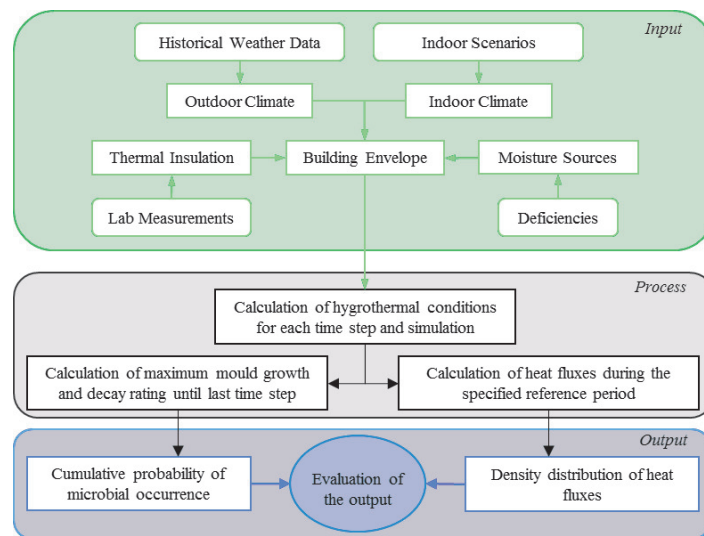 Input
Historical Weather Data
Indoor Scenarios
Outdoor Climate
Indoor Climate
Thermal Insulation
Building Envelope
Moisture Sources
Lab Measurements
Deficiencies
Process
Calculation of hygrothermal conditions
for each time step and simulation
Calculation of maximum mould growth
and decay rating until last time step
Calculation of heat fluxes during the
specified reference period
Output
Cumulative probability of
microbial occurrence
Evaluation of
the output
Density distribution of heat
fluxes